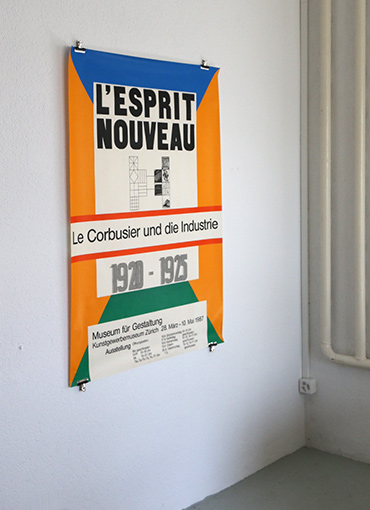 L'ESPRIT
NOUVEAU
Le Corbusier und die Industrie
1920 - 1925
Museum für Gestaltung
Kunstgewerbemuseum Zürich 28. März – 10. Mai 1987
Ausstellung